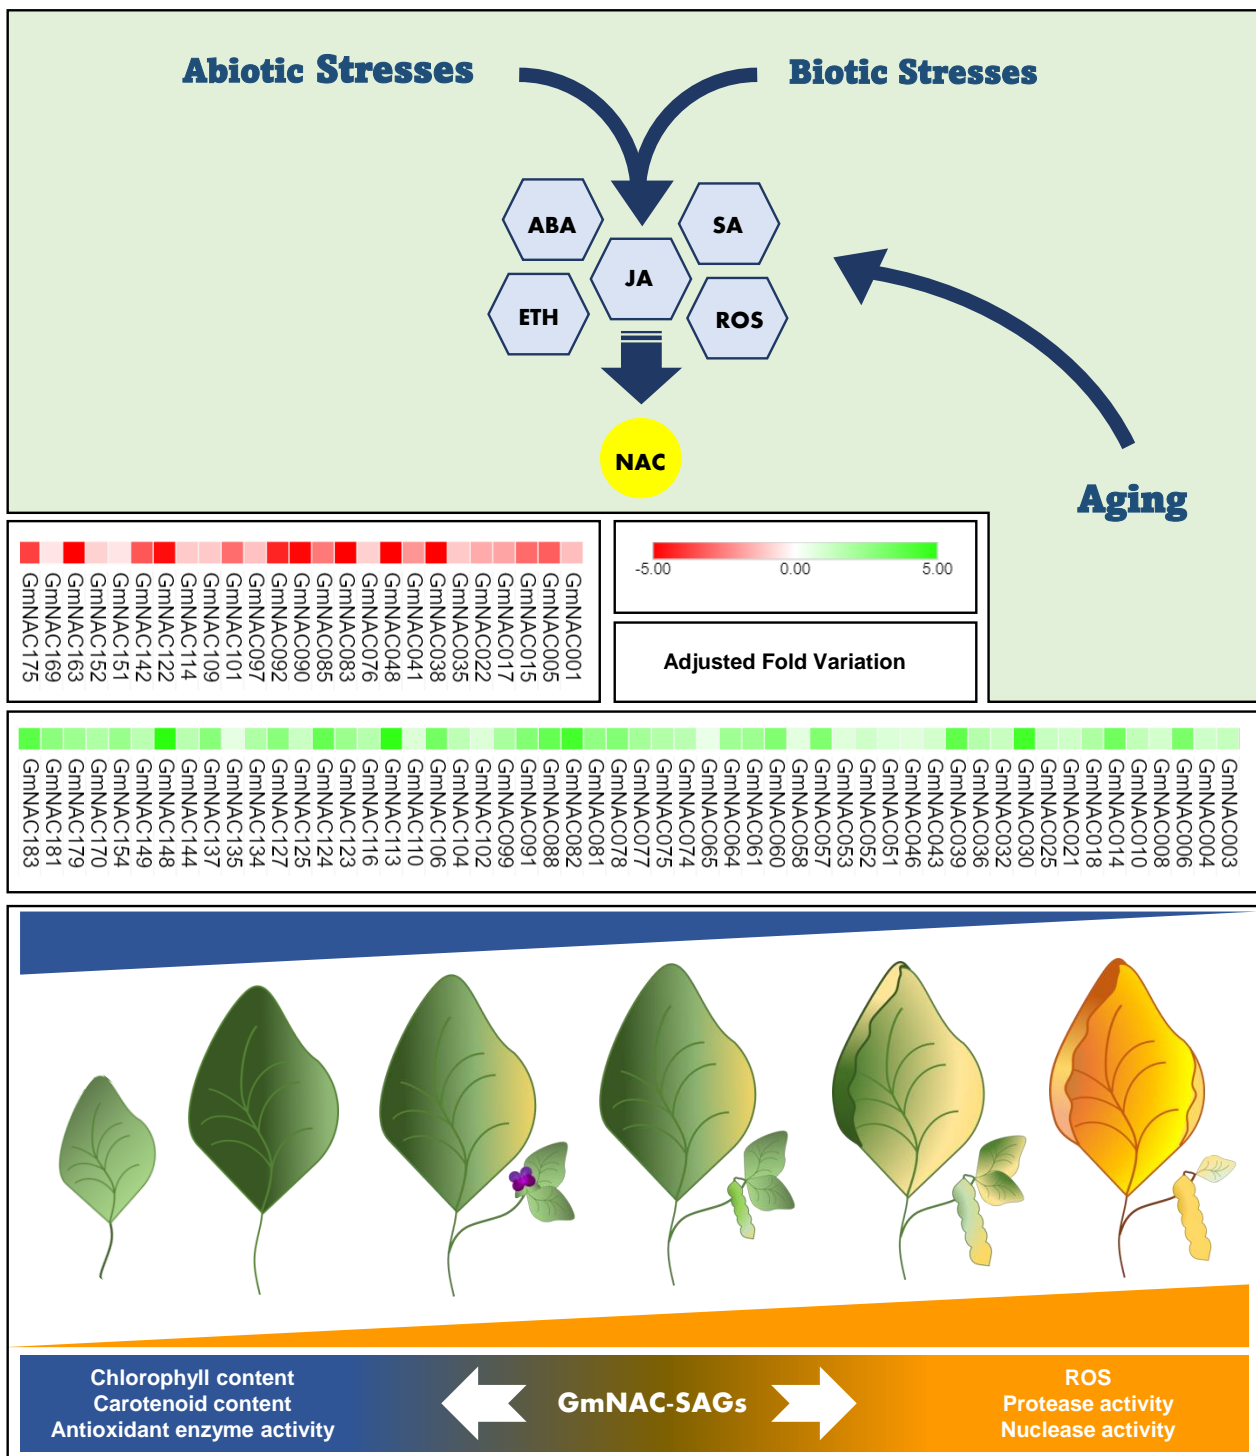 Abiotic Stresses
Biotic Stresses
ABA
SA
JA
ETH
ROS
NAC
Aging
GmNAC175
GmNAC169
GmNAC163
GmNAC152
GmNAC151
GmNAC142
GmNAC122
GmNAC114
GmNAC109
GmNAC101
GmNAC097
GmNAC092
GmNAC090
GmNAC085
GmNAC083
GmNAC076
GmNAC048
GmNAC041
GmNAC038
GmNAC035
GmNAC022
GmNAC017
GmNAC015
GmNAC005
GmNAC001
-5.00 0.00 5.00
Adjusted Fold Variation
GmNAC183
GmNAC181
GmNAC179
GmNAC170
GmNAC154
GmNAC149
GmNAC148
GmNAC144
GmNAC137
GmNAC135
GmNAC134
GmNAC127
GmNAC125
GmNAC124
GmNAC123
GmNAC116
GmNAC113
GmNAC110
GmNAC106
GmNAC104
GmNAC102
GmNAC099
GmNAC091
GmNAC088
GmNAC082
GmNAC081
GmNAC078
GmNAC077
GmNAC075
GmNAC074
GmNAC065
GmNAC064
GmNAC061
GmNAC060
GmNAC058
GmNAC057
GmNAC053
GmNAC052
GmNAC051
GmNAC046
GmNAC043
GmNAC039
GmNAC036
GmNAC032
GmNAC030
GmNAC025
GmNAC021
GmNAC018
GmNAC014
GmNAC010
GmNAC008
GmNAC006
GmNAC004
GmNAC003
Chlorophyll content
Carotenoid content
Antioxidant enzyme activity
GmNAC-SAGs
ROS
Protease activity
Nuclease activity